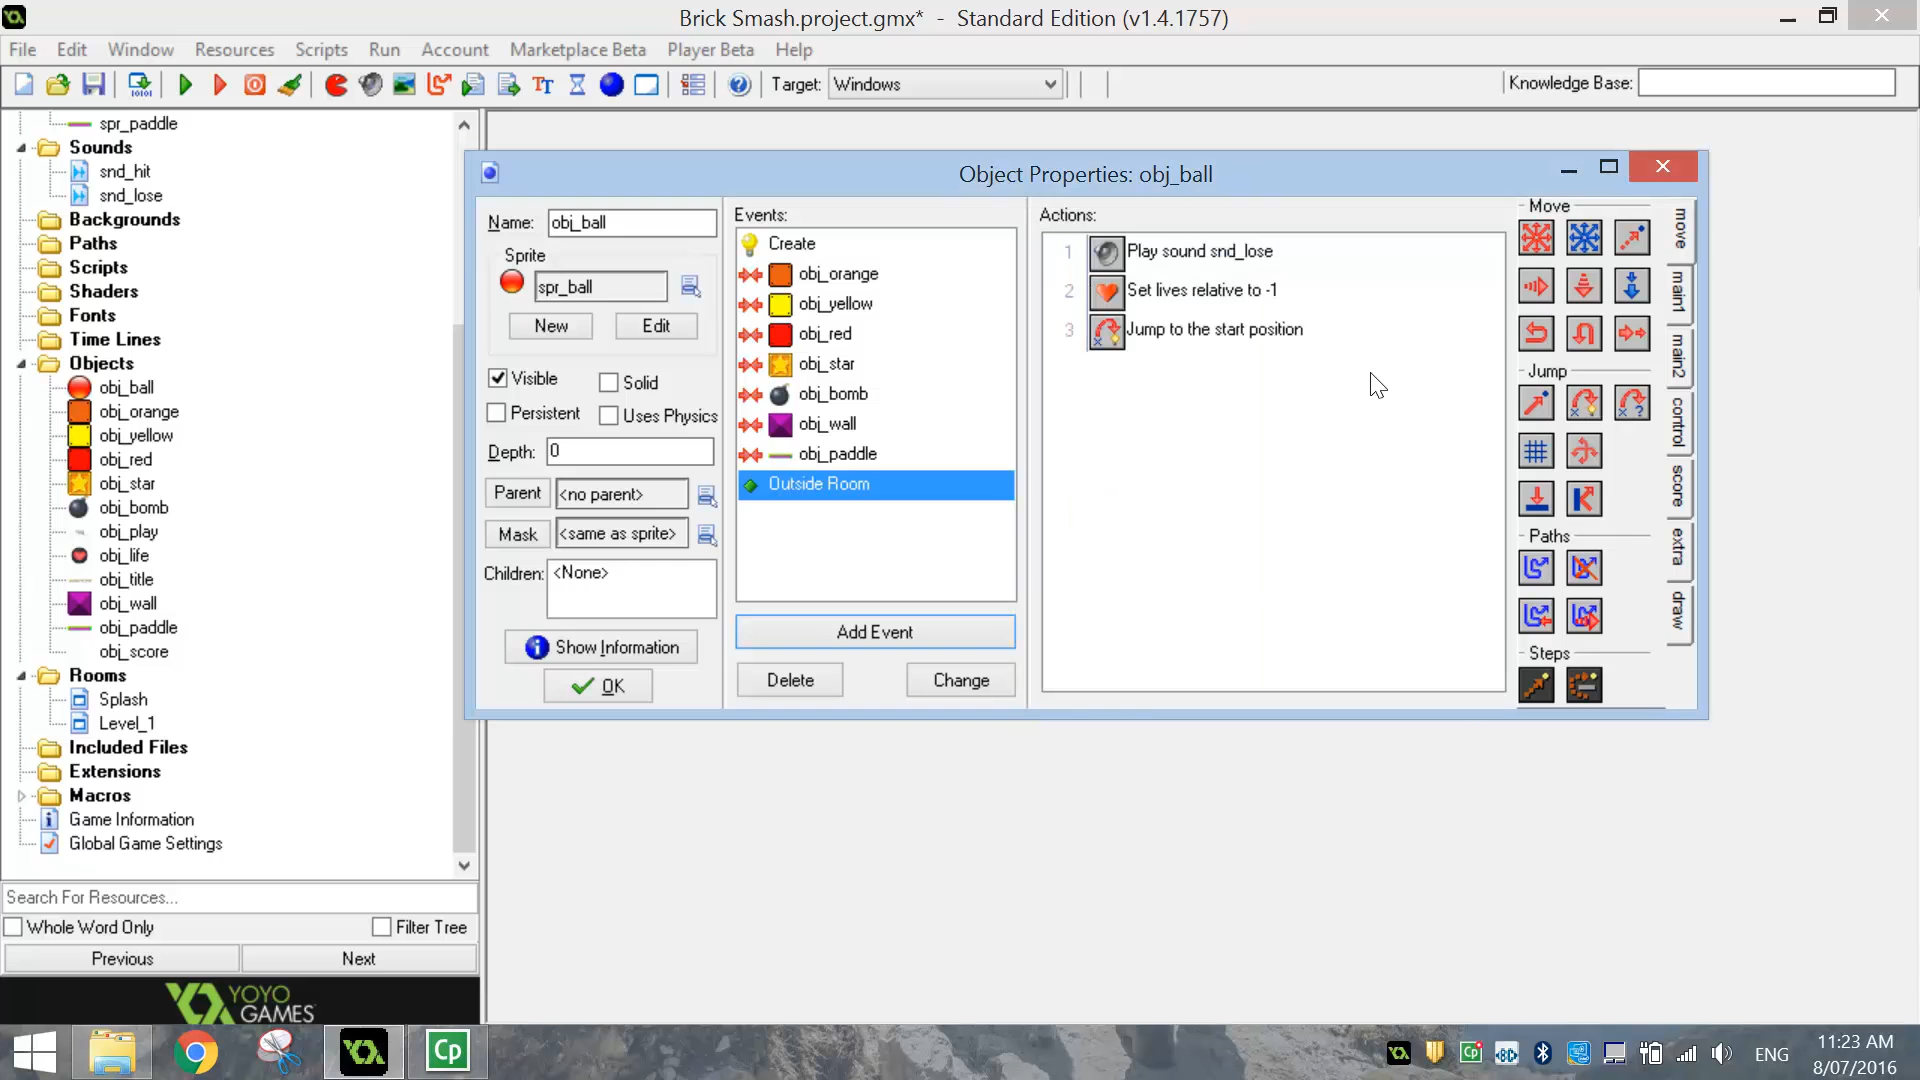 Brick Smash.project.gmx* - Standard Edition (v1.4.1757)
File Edit Window Resources Scripts Run Account Marketplace Beta Player Beta Help
Target: Windows
Knowledge Base:
spr_paddle
Sounds
snd_hit
snd_lose
Backgrounds
Paths
Scripts
Shaders
Fonts
Time Lines
Objects
obj_ball
obj_orange
obj_yellow
obj_red
obj_star
obj_bomb
obj_play
obj_life
obj_title
obj_wall
obj_paddle
obj_score
Rooms
Splash
Level_1
Included Files
Extensions
Macros
Game Information
Global Game Settings
Search For Resources...
Whole Word Only
Filter Tree
Previous
Next
YOYO
GAMES
Object Properties: obj_ball
Name: obj_ball
Sprite
spr_ball
New
Edit
Visible
Solid
Persistent
Uses Physics
Depth: 0
Parent <no parent>
Mask <same as sprite>
Children: <None>
Show Information
OK
Events:
Create
obj_orange
obj_yellow
obj_red
obj_star
obj_bomb
obj_wall
obj_paddle
Outside Room
Add Event
Delete
Change
Actions:
1 Play sound snd_lose
2 Set lives relative to -1
3 Jump to the start position
Move
Jump
Paths
Steps
move
main1
main2
control
score
extra
draw
Cp
ENG
11:23 AM
8/07/2016